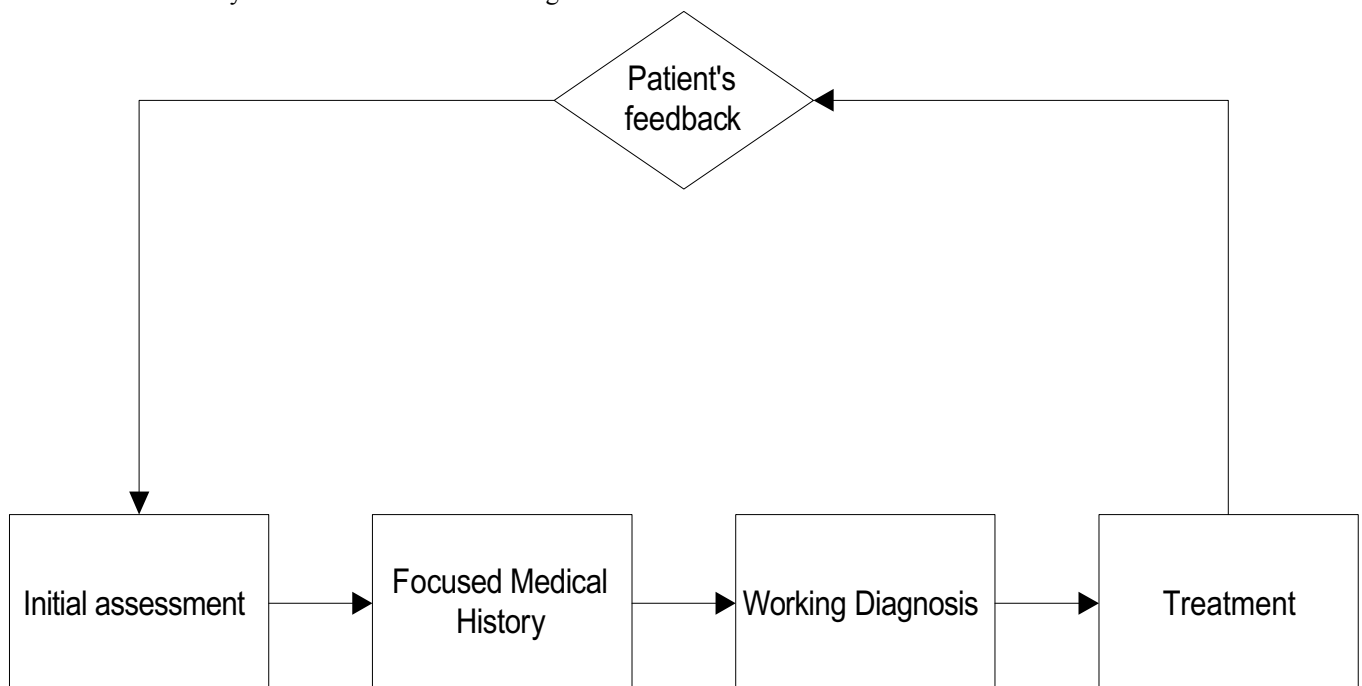 Patient's
feedback
Initial assessment
Focused Medical
History
Working Diagnosis
Treatment